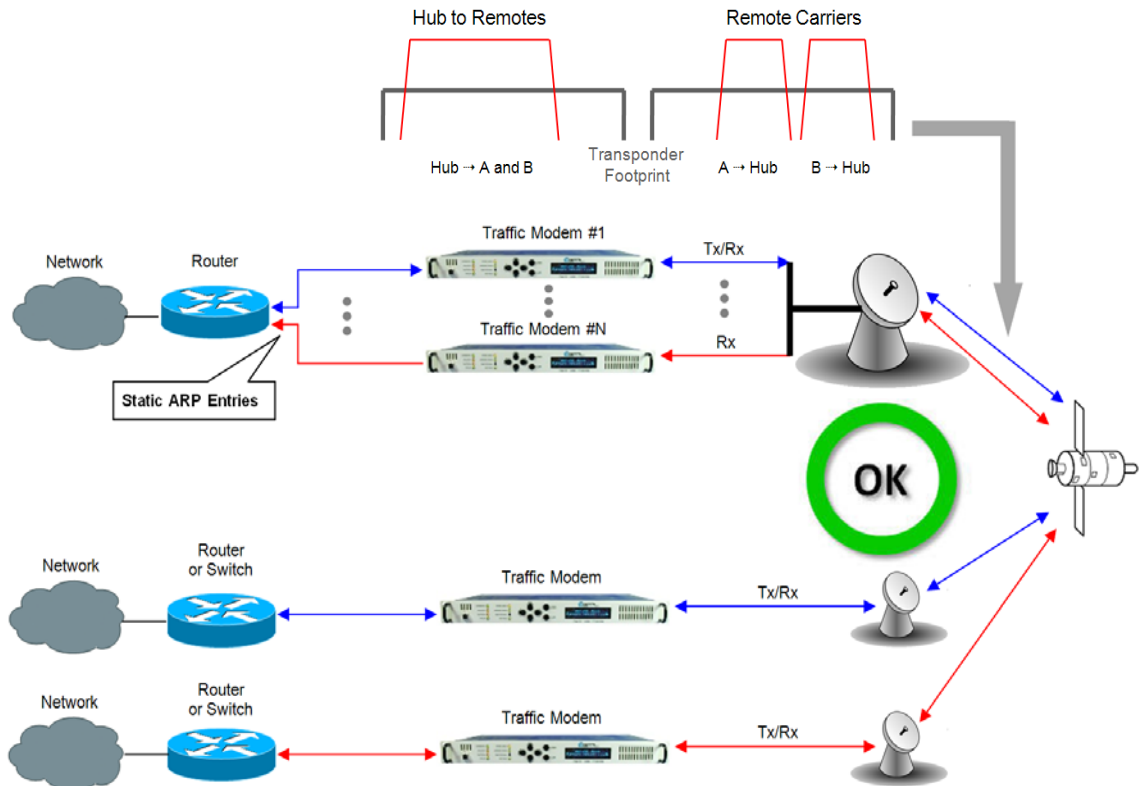 Hub to Remotes
Remote Carriers
Transponder
Footprint
Hub → A and B
A → Hub
B → Hub
Network
Router
Traffic Modem #1
Tx/Rx
Traffic Modem #N
Rx
Static ARP Entries
OK
Network
Router
or Switch
Traffic Modem
Tx/Rx
Network
Router
or Switch
Traffic Modem
Tx/Rx